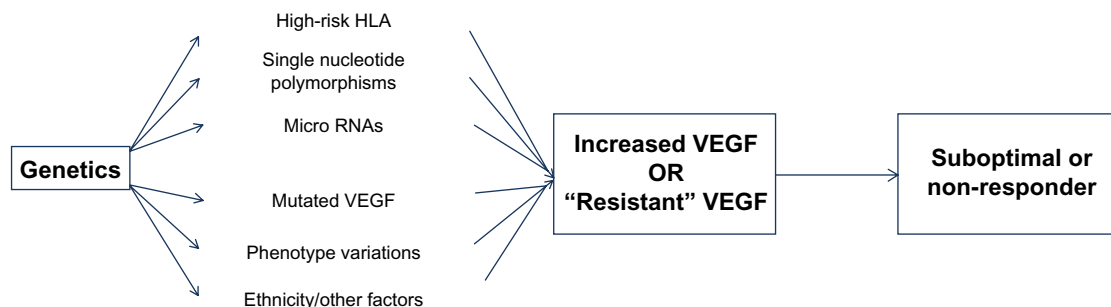 High-risk HLA
Single nucleotide
polymorphisms
Micro RNAs
Genetics
Mutated VEGF
Phenotype variations
Ethnicity/other factors
Increased VEGF
OR
“Resistant” VEGF
Suboptimal or
non-responder